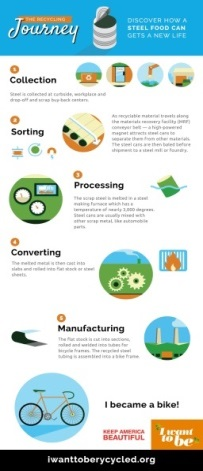 THE RECYCLING
Journey
DISCOVER HOW A
STEEL FOOD CAN
GETS A NEW LIFE
1
Collection
Steel is collected at curbside, workplace and
drop-off and scrap buy-back centers.
2
Sorting
As recyclable material travels along
the materials recovery facility (MRF)
conveyor belt — a high-powered
magnet attracts steel cans to
separate them from other materials.
The steel cans are then baled before
shipment to a steel mill or foundry.
3
Processing
The scrap steel is melted in a steel
making furnace which has a
temperature of nearly 3,000 degrees.
Steel cans are usually mixed with
other scrap metal, like automobile
parts.
4
Converting
The melted metal is then cast into
slabs and rolled into flat stock or steel
sheets.
5
Manufacturing
The flat stock is cut into sections,
rolled and welded into tubes for
bicycle frames. The recycled steel
tubing is assembled into a bike frame.
I became a bike!
KEEP AMERICA
BEAUTIFUL
I want
to be
iwanttoberecycled.org